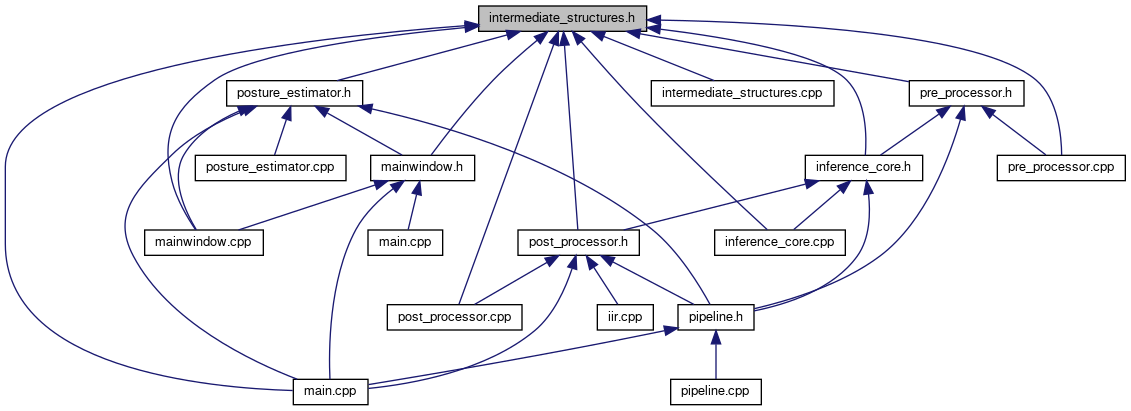 intermediate_structures.h
posture_estimator.h
intermediate_structures.cpp
pre_processor.h
posture_estimator.cpp
mainwindow.h
inference_core.h
pre_processor.cpp
mainwindow.cpp
main.cpp
post_processor.h
inference_core.cpp
post_processor.cpp
iir.cpp
pipeline.h
main.cpp
pipeline.cpp